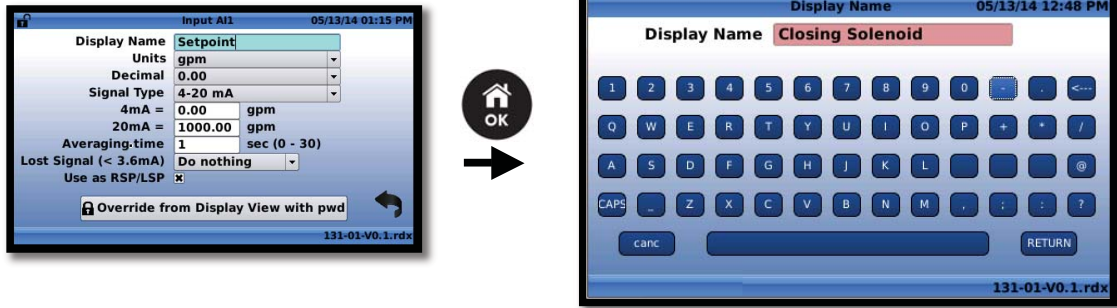 Input AI1 05/13/14 01:15 PM
Display Name Setpoint
Units gpm
Decimal 0.00
Signal Type 4-20 mA
4mA = 0.00 gpm
20mA = 1000.00 gpm
Averaging time 1 sec (0 - 30)
Lost Signal (< 3.6mA) Do nothing
Use as RSP/LSP
Override from Display View with pwd
131-01-V0.1.rdx
OK
Display Name 05/13/14 12:48 PM
Display Name Closing Solenoid
1 2 3 4 5 6 7 8 9 0 - . <---
Q W E R T Y U I O P + * /
A S D F G H J K L @
CAPS _ Z X C V B N M , ; : ?
canc RETURN
131-01-V0.1.rdx